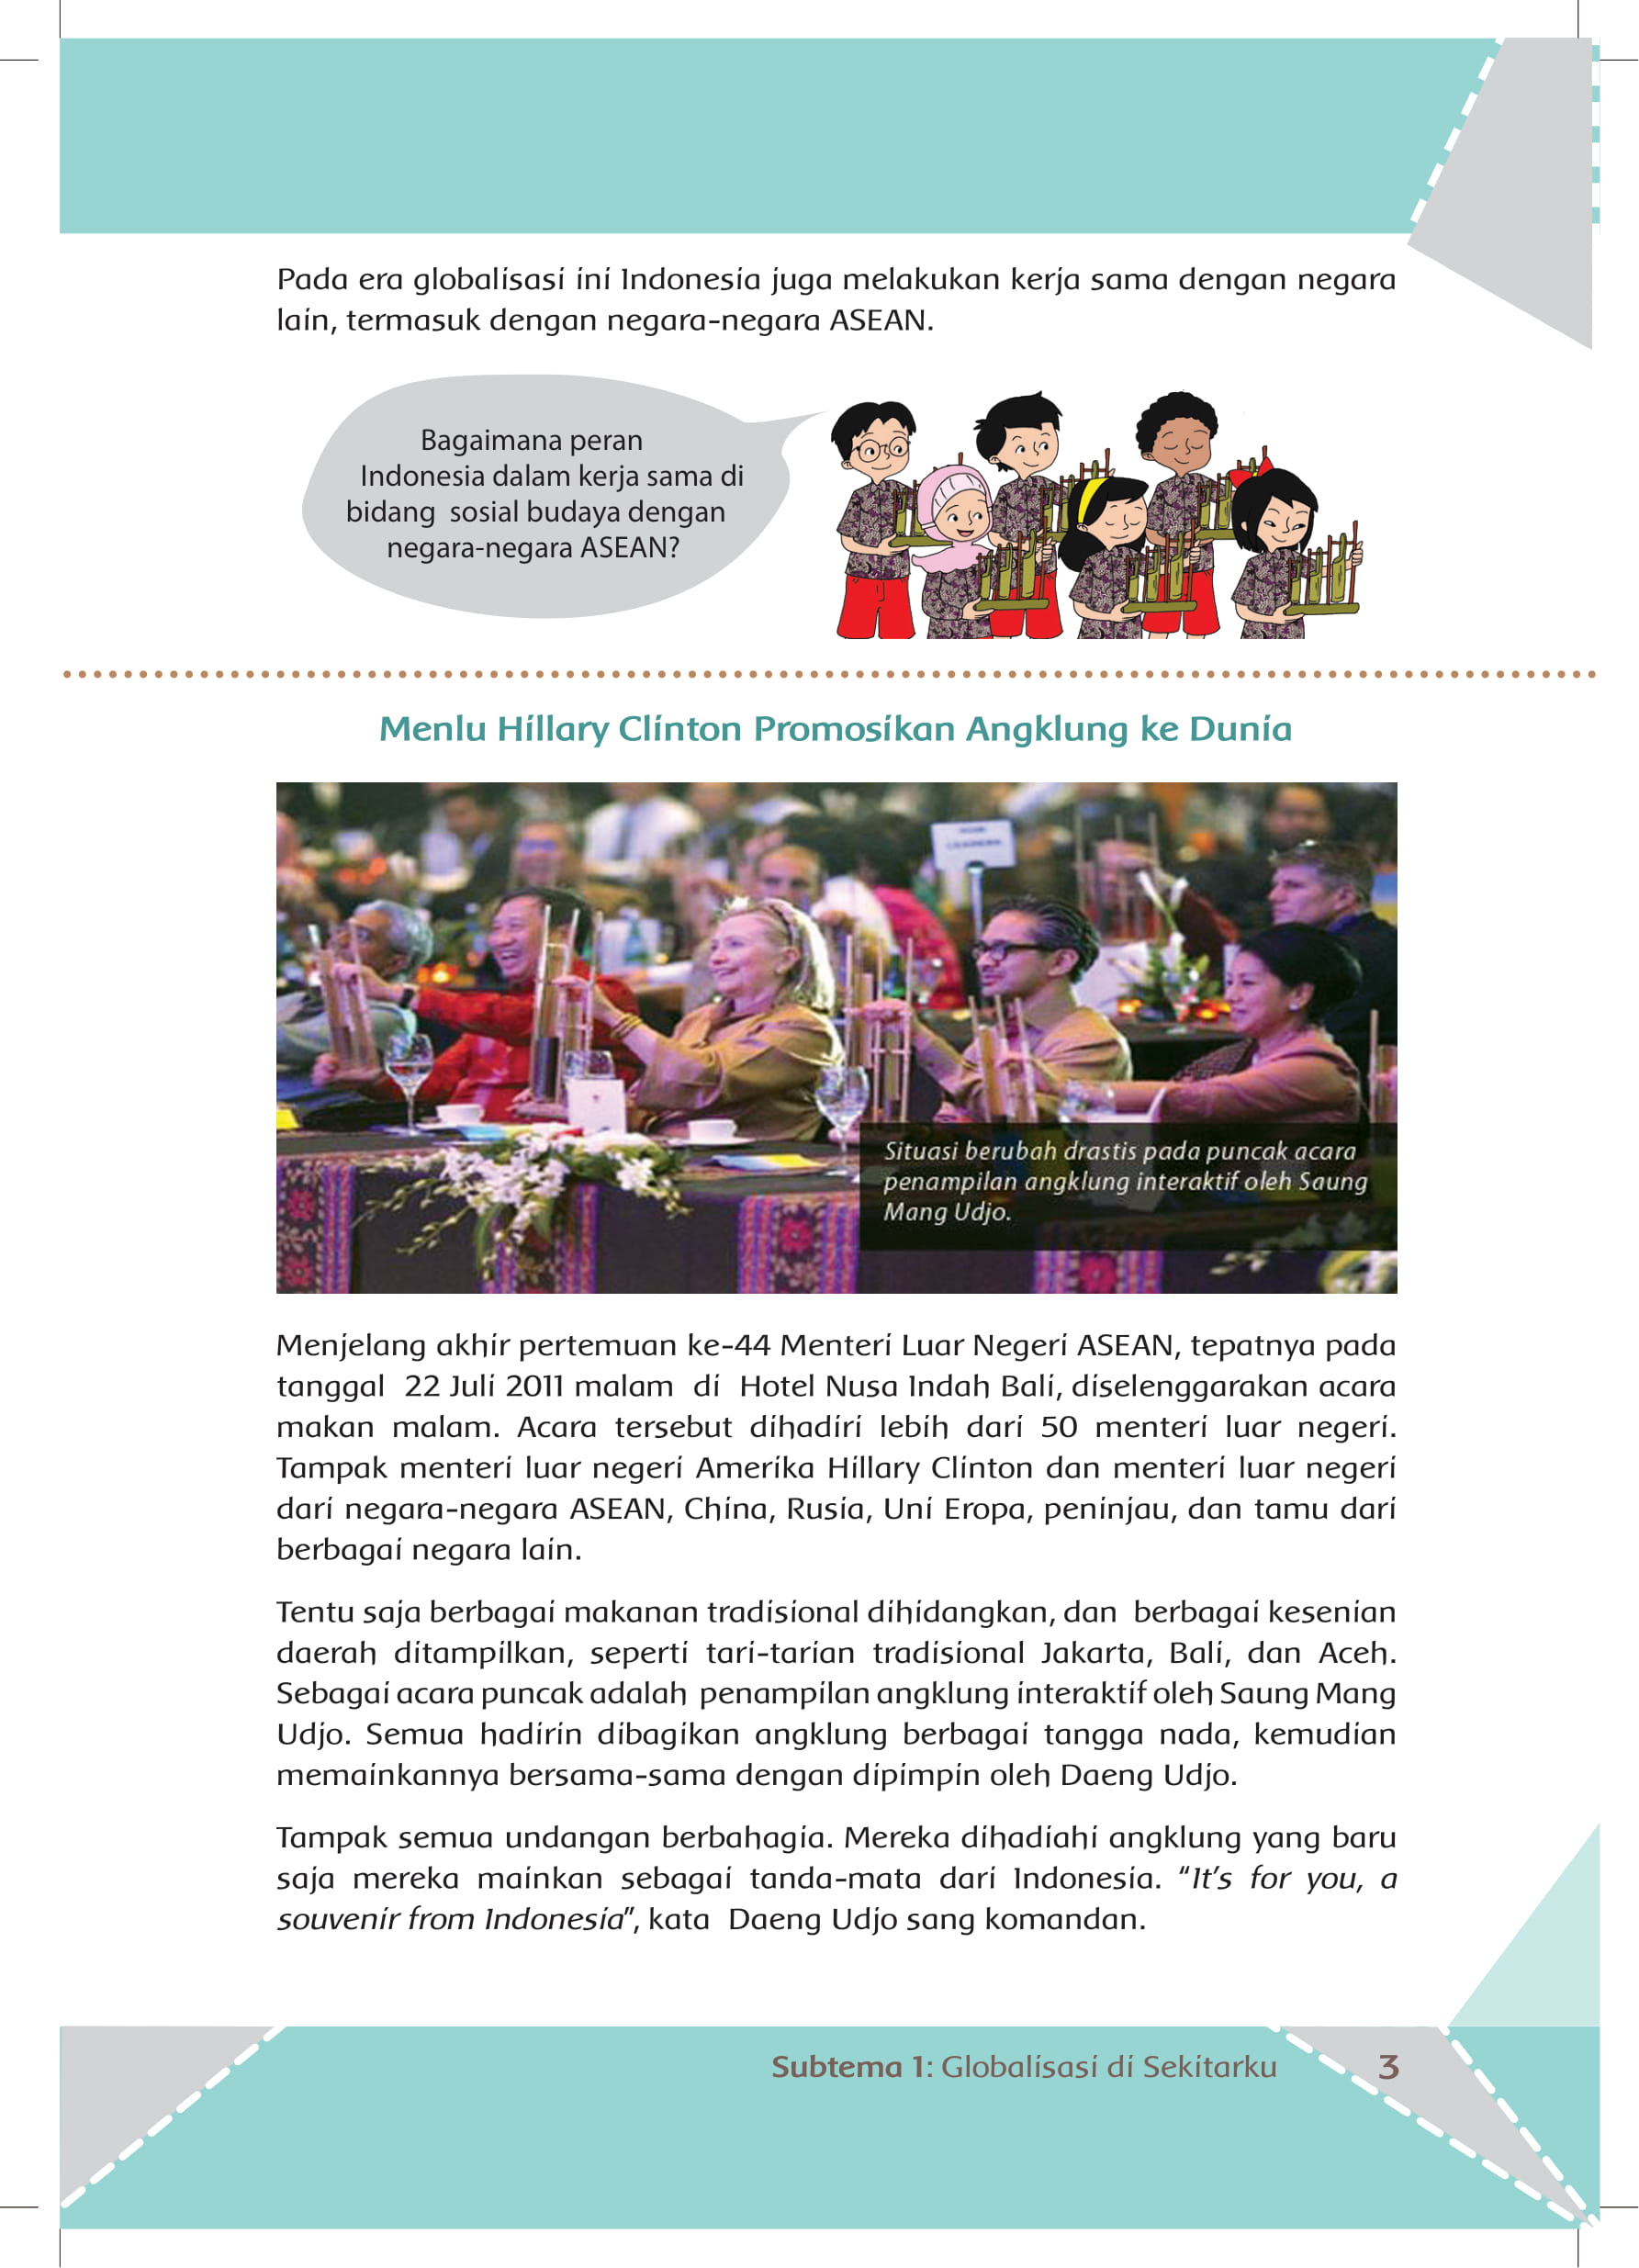 Pada era globalisasi ini Indonesia juga melakukan kerja sama dengan negara
lain, termasuk dengan negara-negara ASEAN.
Bagaimana peran
Indonesia dalam kerja sama di
bidang sosial budaya dengan
negara-negara ASEAN?
Menlu Hillary Clinton Promosikan Angklung ke Dunia
Situasi berubah drastis pada puncak acara
penampilan angklung interaktif oleh Saung
Mang Udjo.
Menjelang akhir pertemuan ke-44 Menteri Luar Negeri ASEAN, tepatnya pada
tanggal 22 Juli 2011 malam di Hotel Nusa Indah Bali, diselenggarakan acara
makan malam. Acara tersebut dihadiri lebih dari 50 menteri luar negeri.
Tampak menteri luar negeri Amerika Hillary Clinton dan menteri luar negeri
dari negara-negara ASEAN, China, Rusia, Uni Eropa, peninjau, dan tamu dari
berbagai negara lain.
Tentu saja berbagai makanan tradisional dihidangkan, dan berbagai kesenian
daerah ditampilkan, seperti tari-tarian tradisional Jakarta, Bali, dan Aceh.
Sebagai acara puncak adalah penampilan angklung interaktif oleh Saung Mang
Udjo. Semua hadirin dibagikan angklung berbagai tangga nada, kemudian
memainkannya bersama-sama dengan dipimpin oleh Daeng Udjo.
Tampak semua undangan berbahagia. Mereka dihadiahi angklung yang baru
saja mereka mainkan sebagai tanda-mata dari Indonesia. “It’s for you, a
souvenir from Indonesia”, kata Daeng Udjo sang komandan.
Subtema 1: Globalisasi di Sekitarku 3